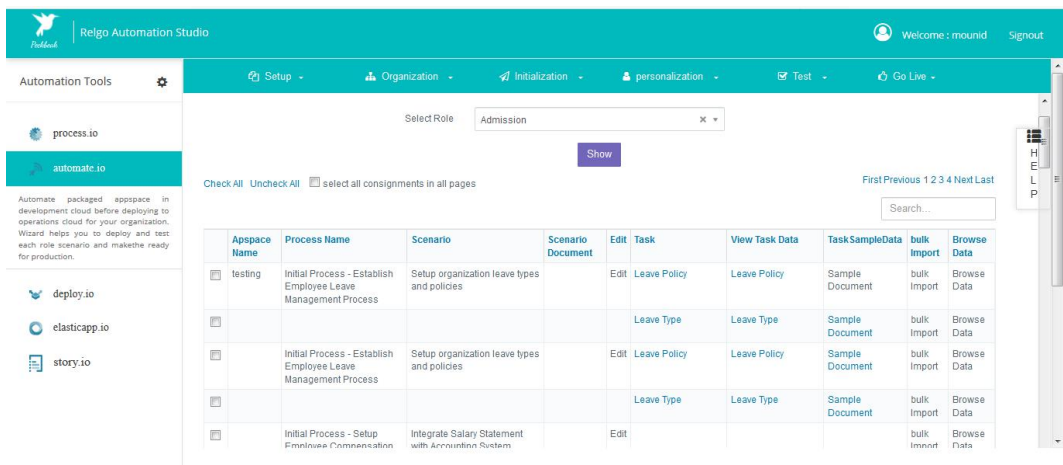 Relgo Automation Studio
Welcome : mounid
Signout
Automation Tools
Setup
Organization
Initialization
personalization
Test
Go Live
process.io
automate.io
Automate packaged appspace in
development cloud before deploying to
operations cloud for your organization.
Wizard helps you to deploy and test
each role scenario and makethe ready
for production.
deploy.io
elasticapp.io
story.io
Select Role
Admission
Show
HELP
Check All Uncheck All select all consignments in all pages
First Previous 1 2 3 4 Next Last
Search...
Apspace Name Process Name Scenario Scenario Document Edit Task View Task Data TaskSampleData bulk Import Browse Data
testing Initial Process - Establish Employee Leave Management Process Setup organization leave types and policies Edit Leave Policy Leave Policy Sample Document bulk Import Browse Data
Leave Type Leave Type Sample Document bulk Import Browse Data
Initial Process - Establish Employee Leave Management Process Setup organization leave types and policies Edit Leave Policy Leave Policy Sample Document bulk Import Browse Data
Leave Type Leave Type Sample Document bulk Import Browse Data
Initial Process - Setup Employee Compensation Integrate Salary Statement with Accounting System Edit bulk Import Browse Data